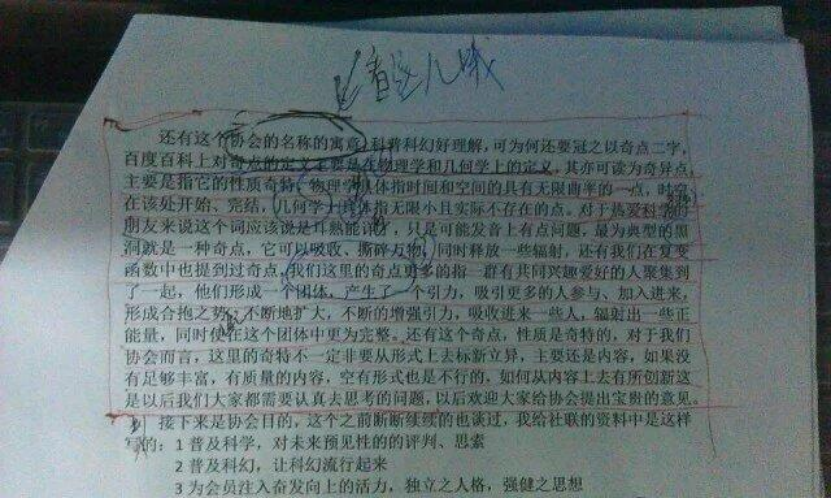 看这儿哦
还有这个协会的名称的寓意,科普科幻好理解,可为何还要冠之以奇点二字,
百度百科上对奇点的定义主要是在物理学和几何学上的定义,其亦可读为奇异点,
主要是指它的性质奇特,物理学具体指时间和空间的具有无限曲率的一点,时空
在该处开始、完结,几何学上具体指无限小且实际不存在的点。对于热爱科
朋友来说这个词应该说是耳熟能详了,只是可能发音上有点问题,最为典型的黑
洞就是一种奇点,它可以吸收、撕碎万物,同时释放一些辐射,还有我们在复变
函数中也提到过奇点,我们这里的奇点更多的指一群有共同兴趣爱好的人聚集到
了一起,他们形成一个团体,产生了一个引力,吸引更多的人参与、加入进来,
形成合抱之势,不断地扩大,不断的增强引力,吸收进来一些人,辐射出一些正
能量,同时使在这个团体中更为完整。还有这个奇点,性质是奇特的,对于我们
协会而言,这里的奇特不一定非要从形式上去标新立异,主要还是内容,如果没
有足够丰富,有质量的内容,空有形式也是不行的,如何从内容上去有所创新这
是以后我们大家都需要认真去思考的问题,以后欢迎大家给协会提出宝贵的意见。
接下来是协会目的,这个之前断断续续的也谈过,我给社联的资料中是这样
写的:1 普及科学,对未来预见性的的评判、思索
2 普及科幻,让科幻流行起来
3 为会员注入奋发向上的活力,独立之人格,强健之思想